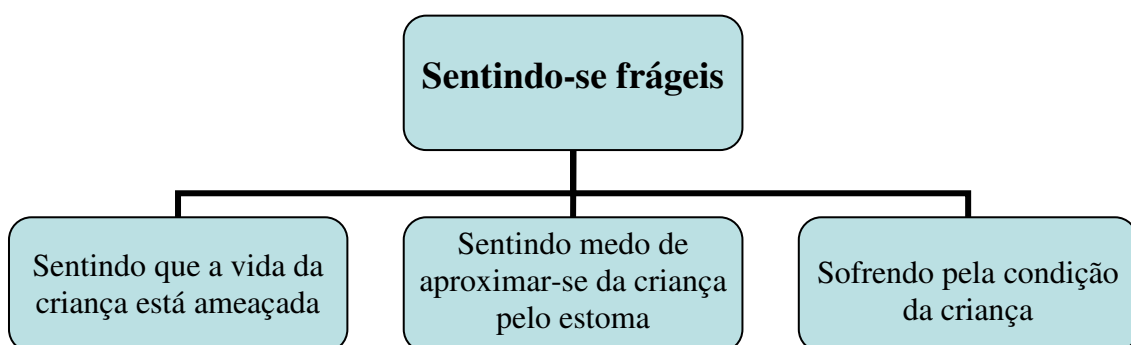 Sentindo-se frágeis
Sentindo que a vida da
criança está ameaçada
Sentindo medo de
aproximar-se da criança
pelo estoma
Sofrendo pela condição
da criança